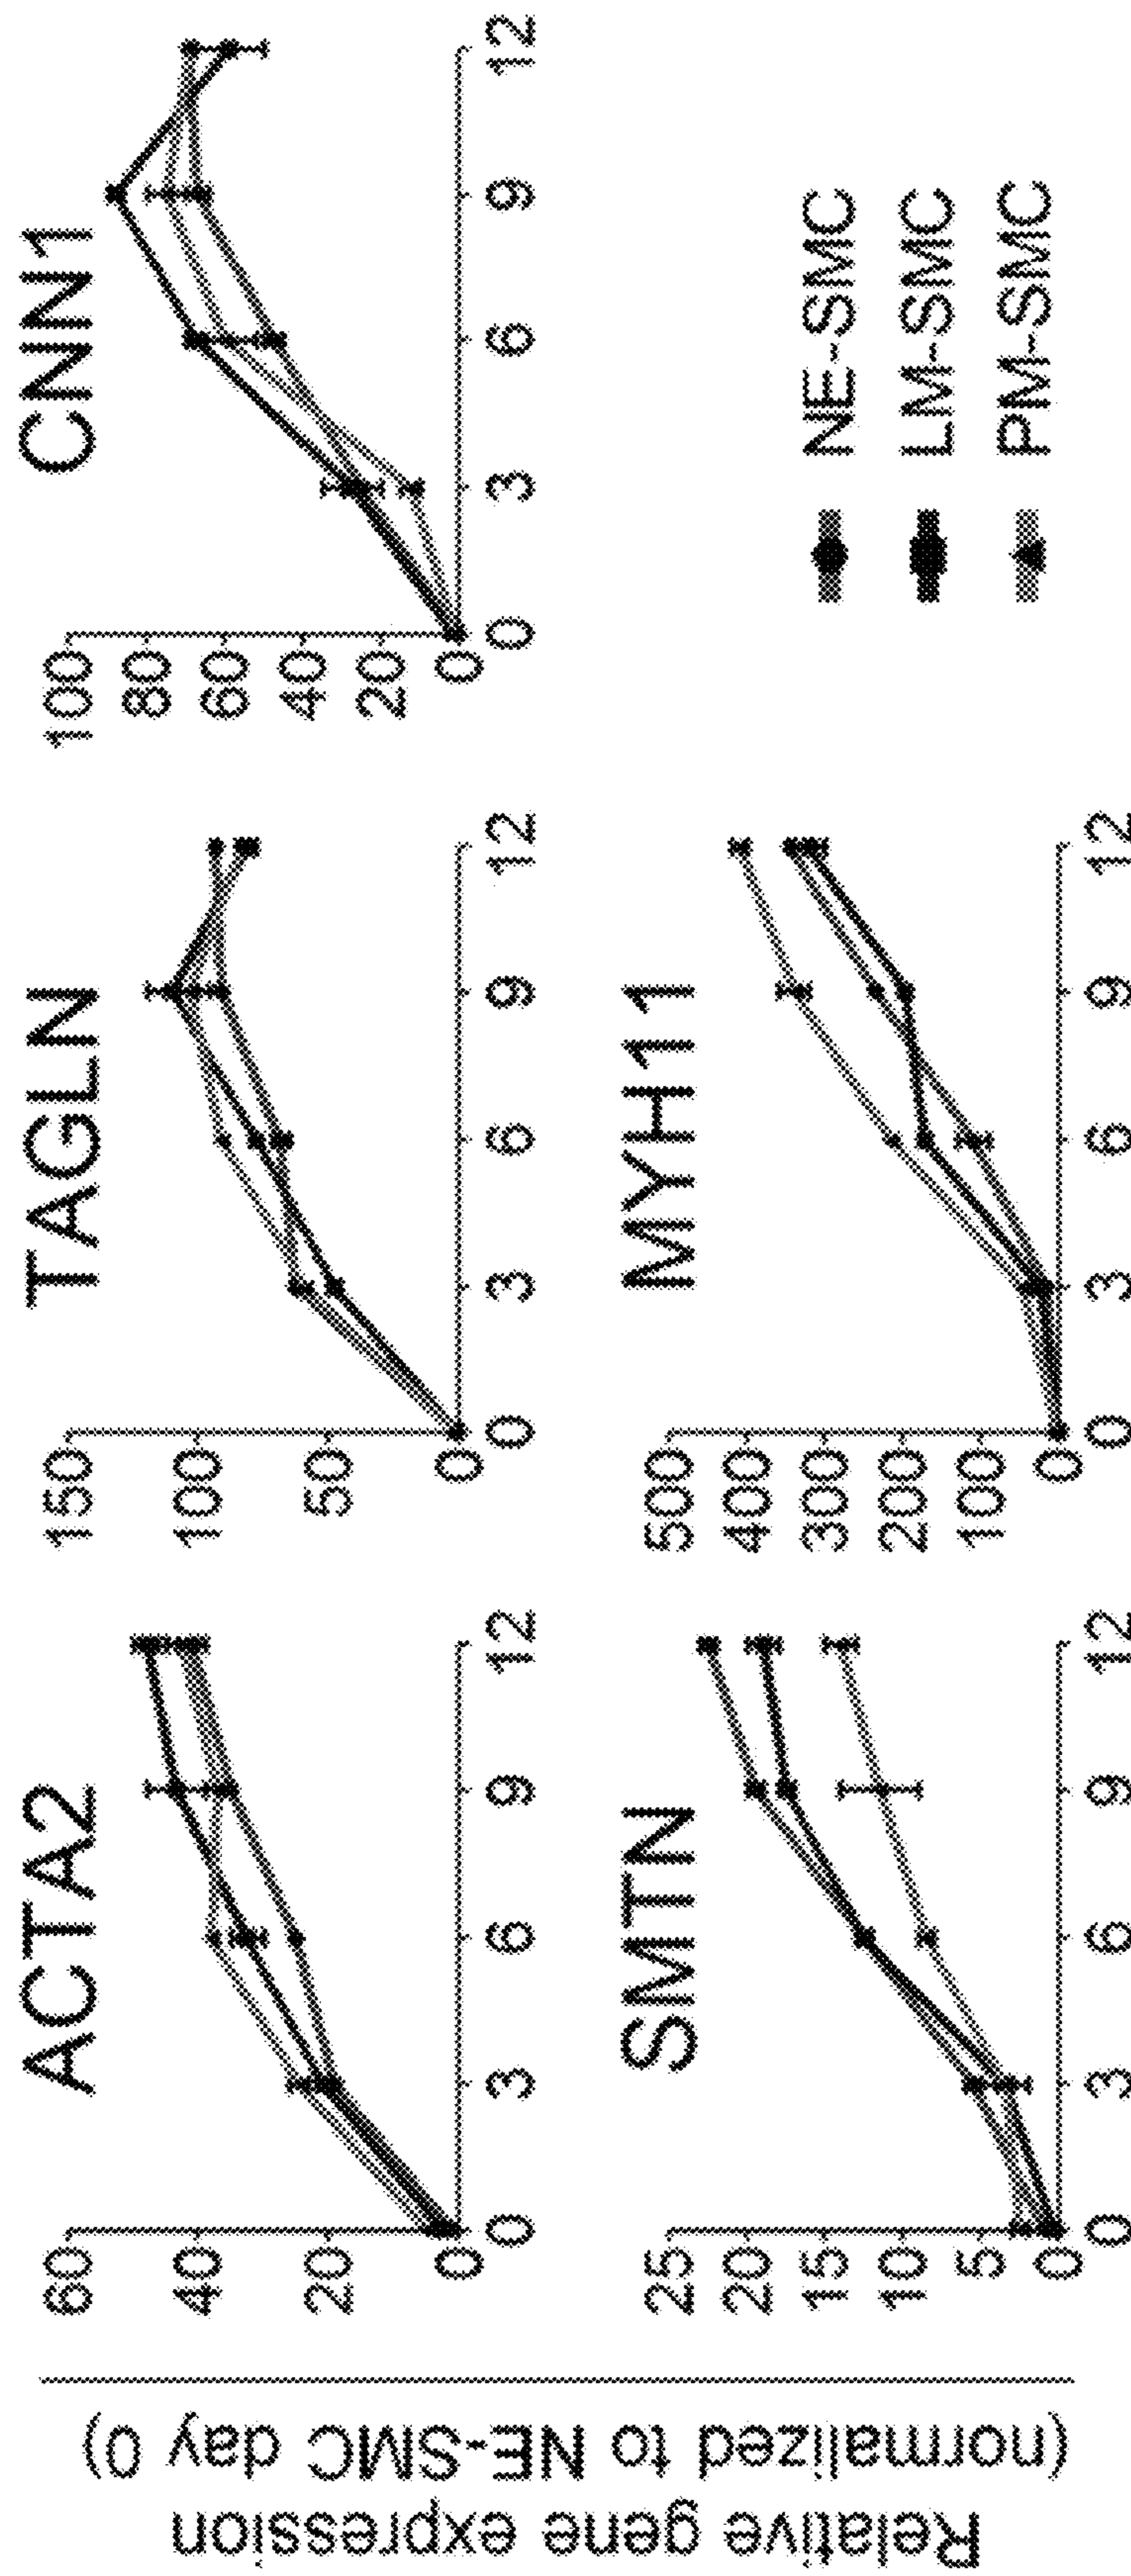 Relative gene expression
(normalized to NE-SMC day 0)
ACTA2
60
40
20
0
0 3 6 9 12
TAGLN
150
100
50
0
0 3 6 9 12
CNN1
100
80
60
40
20
0
0 3 6 9 12
SMTN
25
20
15
10
5
0
0 3 6 9 12
MYH11
500
400
300
200
100
0
0 3 6 9 12
NE-SMC
LM-SMC
PM-SMC